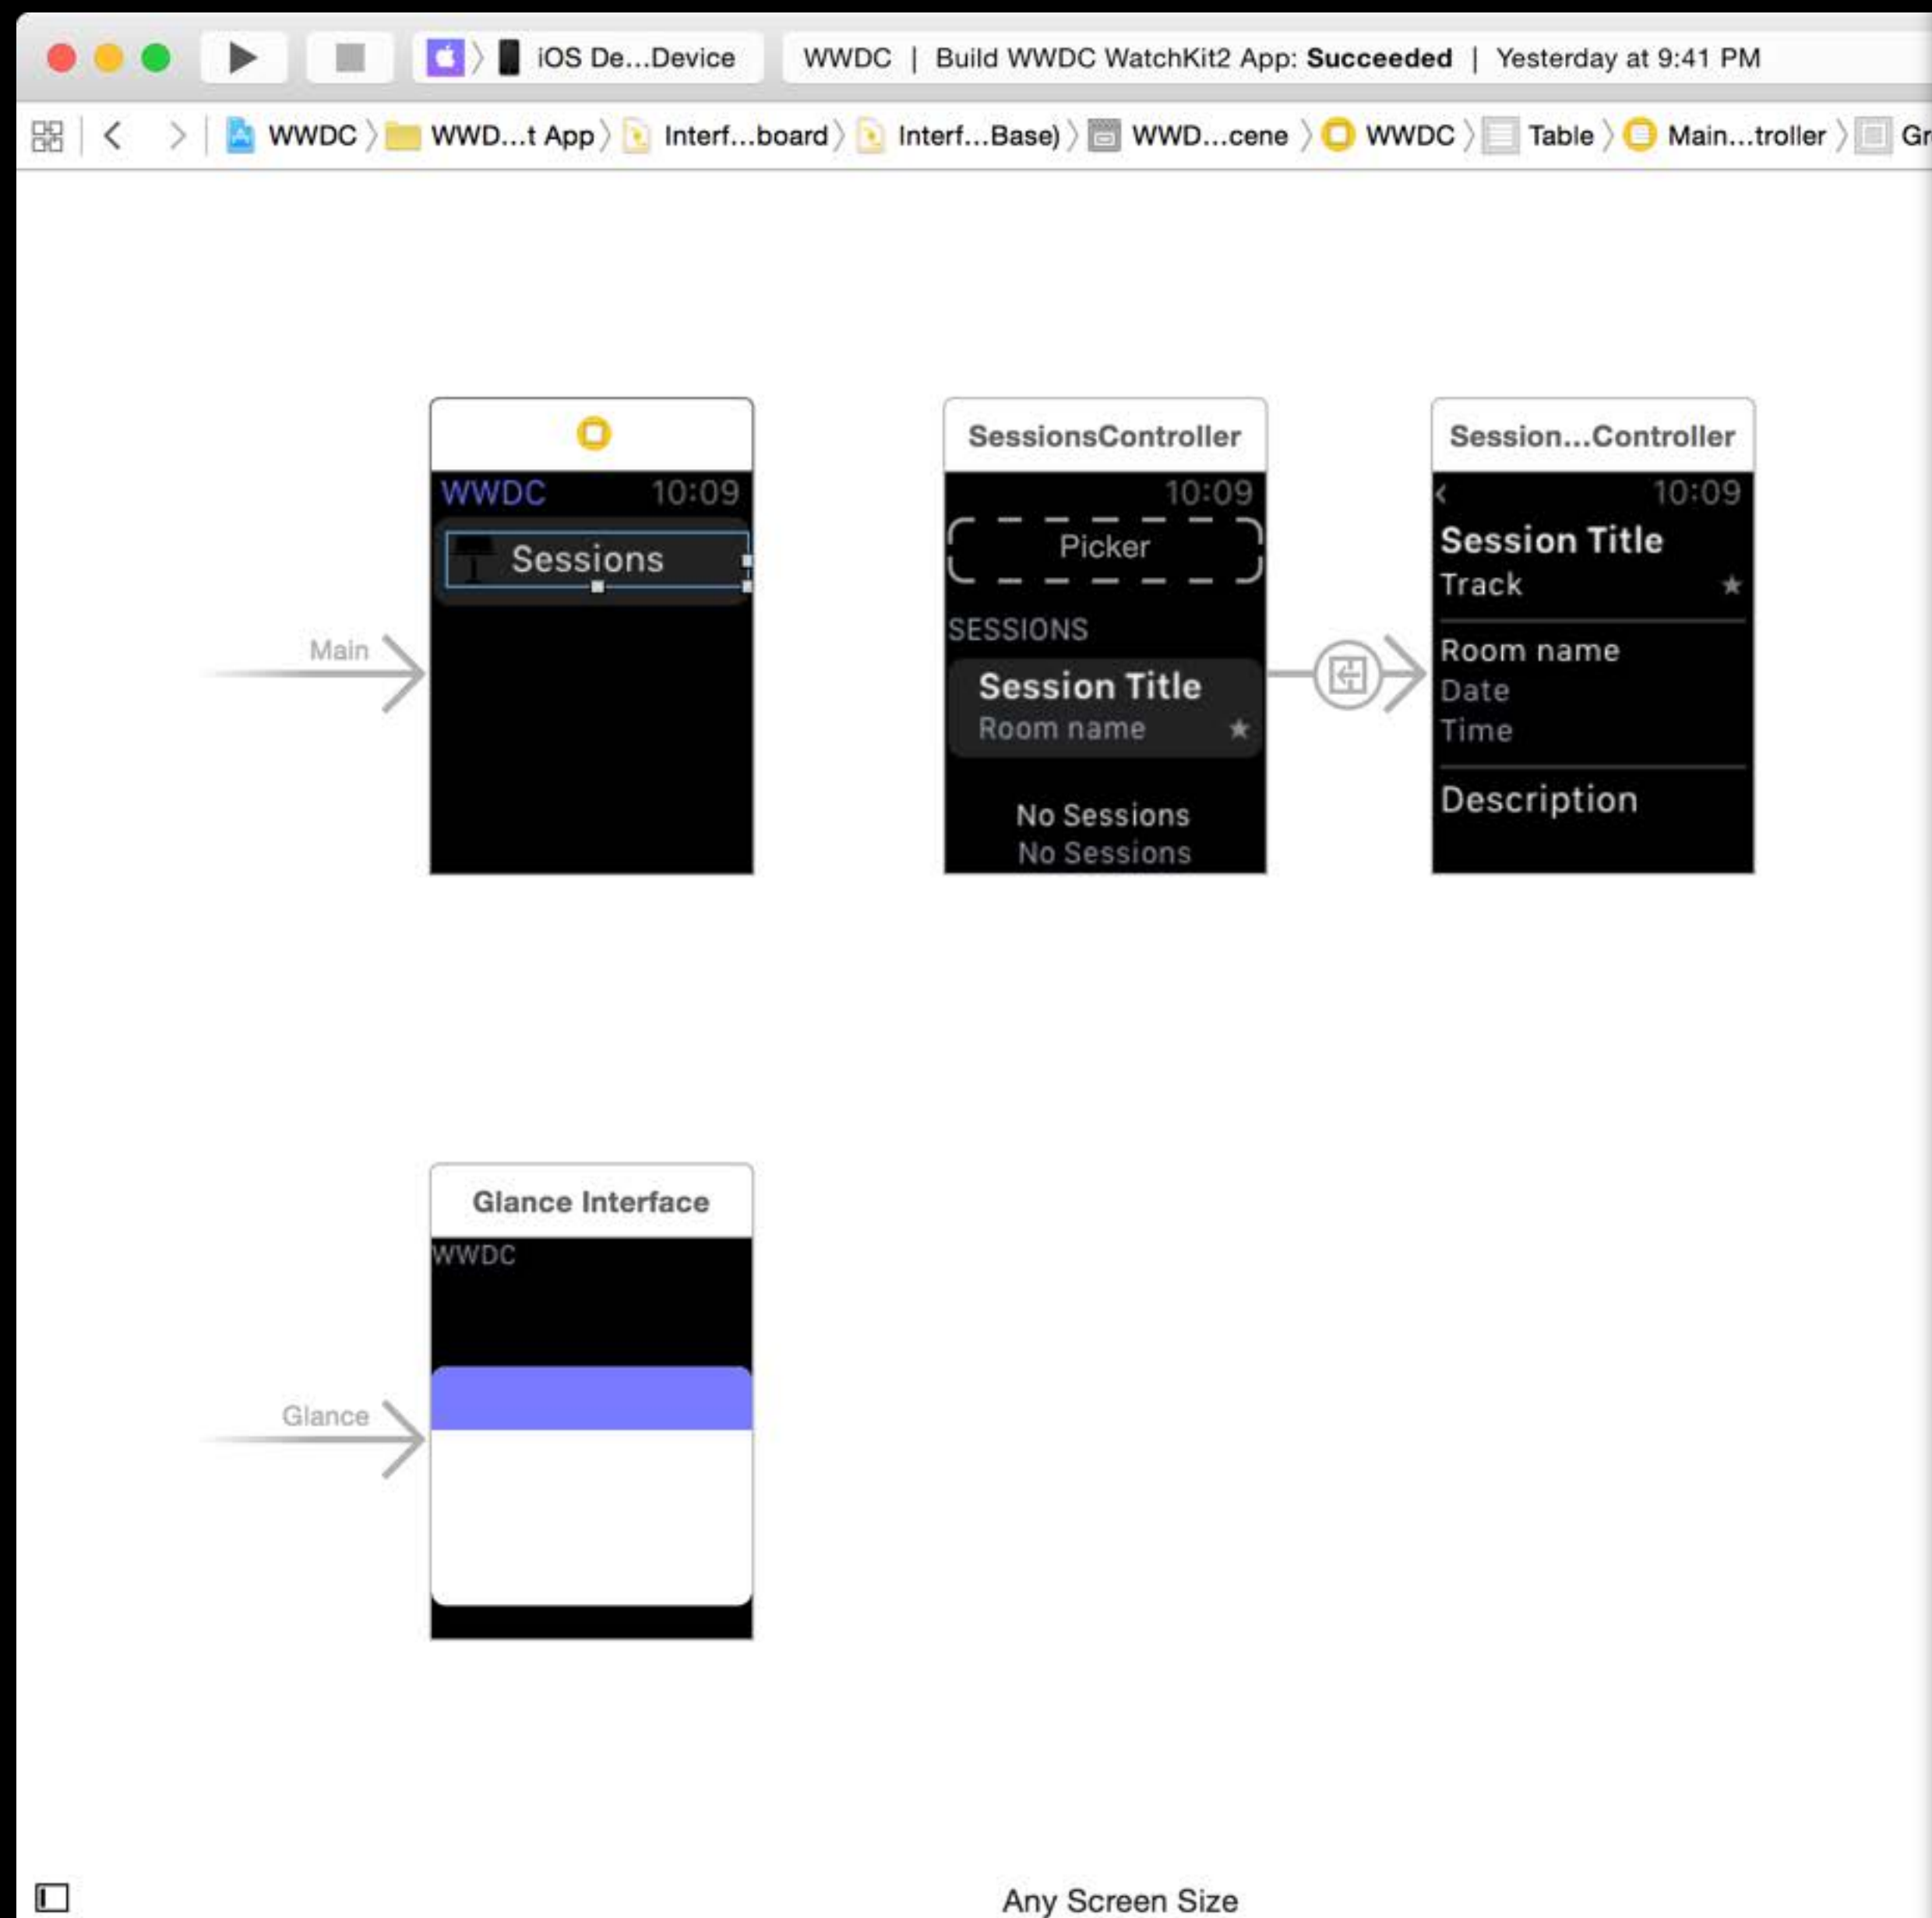 iOS De...Device
WWDC | Build WWDC WatchKit2 App: Succeeded | Yesterday at 9:41 PM
WWDC 〉 WWD...t App 〉 Interf...board 〉 Interf...Base) 〉 WWD...cene 〉 WWDC 〉 Table 〉 Main...troller 〉 Gr
Main
WWDC 10:09
Sessions
SessionsController
10:09
Picker
SESSIONS
Session Title
Room name ★
No Sessions
No Sessions
Session...Controller
< 10:09
Session Title
Track ★
Room name
Date
Time
Description
Glance
Glance Interface
WWDC
Any Screen Size